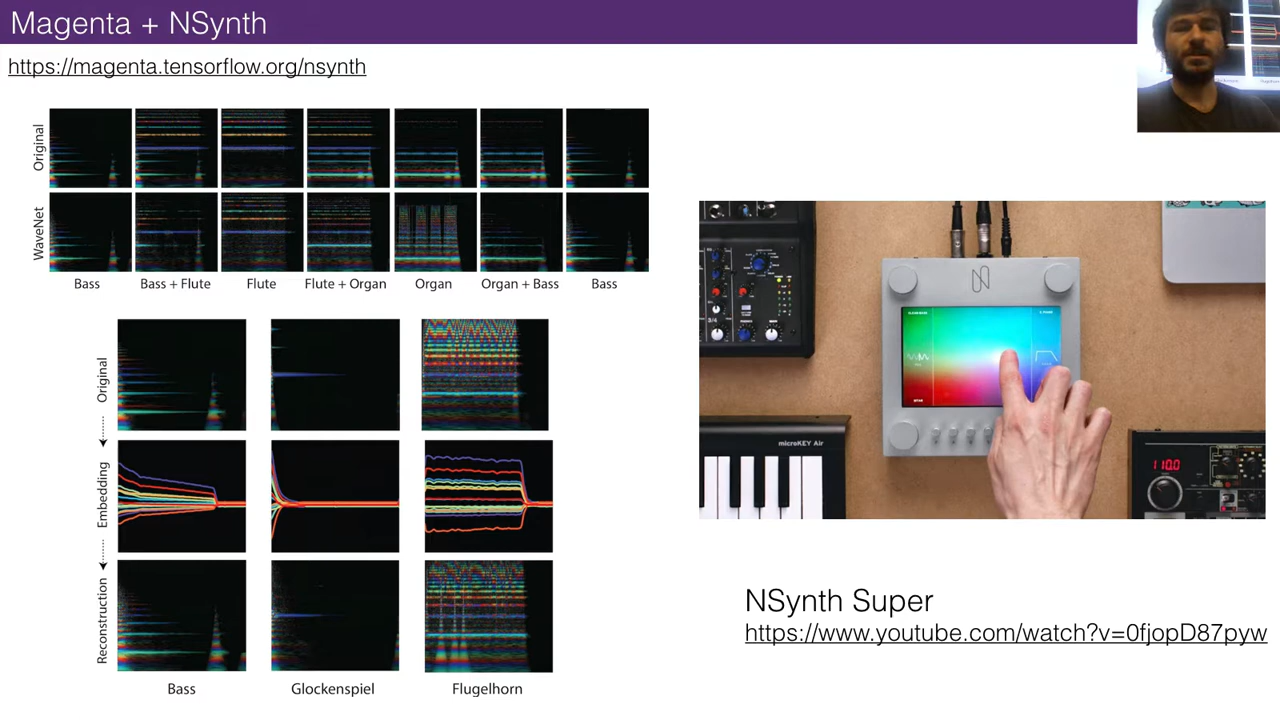 Magenta + NSynth
https://magenta.tensorflow.org/nsynth
Original
WaveNet
Bass
Bass + Flute
Flute
Flute + Organ
Organ
Organ + Bass
Bass
Original
Embedding
Reconstruction
Bass
Glockenspiel
Flugelhorn
microKEY Air
110.0
NSynth Super
https://www.youtube.com/watch?v=0fjopD87pyw